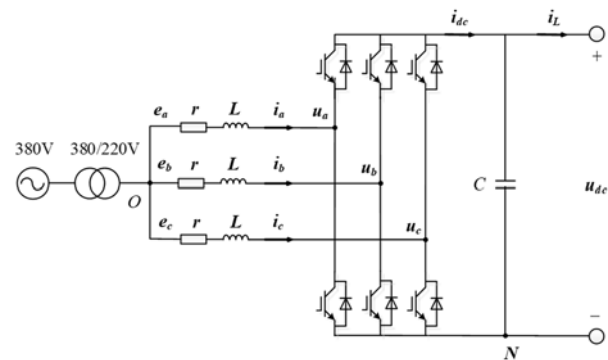 i_dc
i_L
+
e_a r L i_a u_a
380V 380/220V
e_b r L i_b u_b
C
u_dc
O
e_c r L i_c u_c
−
N